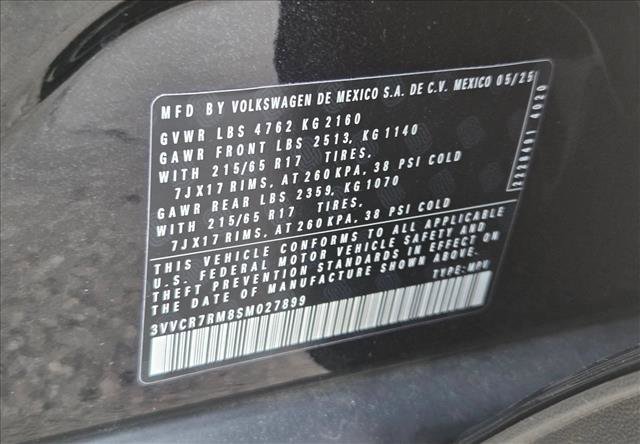 MFD BY VOLKSWAGEN DE MEXICO S.A. DE C.V. MEXICO 05/25
GVWR LBS 4762 KG 2160
GAWR FRONT LBS 2513, KG 1140
WITH 215/65 R17 TIRES.
7JX17 RIMS, AT 260 KPA, 38 PSI COLD
GAWR REAR LBS 2359, KG 1070
WITH 215/65 R17 TIRES.
7JX17 RIMS, AT 260 KPA, 38 PSI COLD
THIS VEHICLE CONFORMS TO ALL APPLICABLE
U.S. FEDERAL MOTOR VEHICLE SAFETY AND
THEFT PREVENTION STANDARDS IN EFFECT ON
THE DATE OF MANUFACTURE SHOWN ABOVE.
TYPE: MPV
3VVCR7RM8SM027899
4020